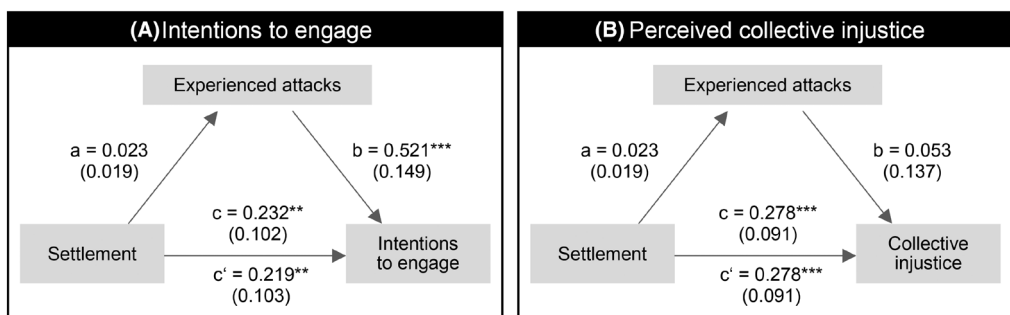 (A) Intentions to engage
Experienced attacks
a = 0.023
(0.019)
b = 0.521***
(0.149)
c = 0.232**
(0.102)
Settlement
Intentions
to engage
c‘ = 0.219**
(0.103)
(B) Perceived collective injustice
Experienced attacks
a = 0.023
(0.019)
b = 0.053
(0.137)
c = 0.278***
(0.091)
Settlement
Collective
injustice
c‘ = 0.278***
(0.091)